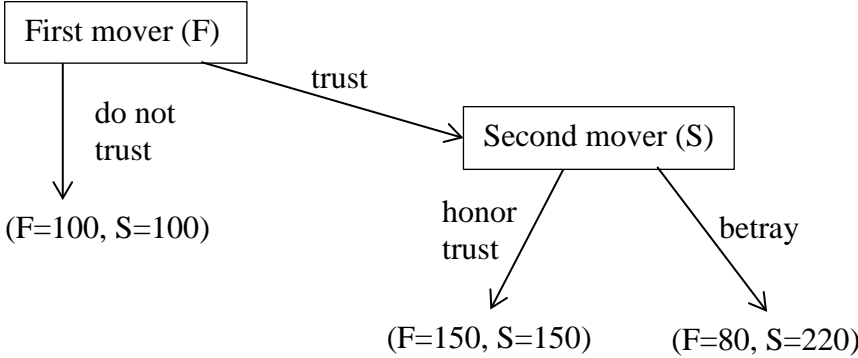 First mover (F)
trust
do not
trust
Second mover (S)
(F=100, S=100)
honor
trust
betray
(F=150, S=150)
(F=80, S=220)